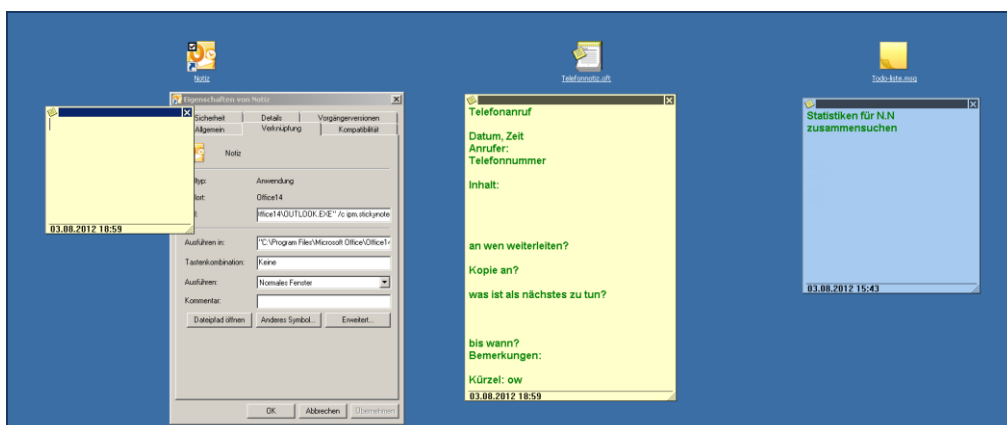 Notiz
Telefonnotiz.oft
Todo-liste.msg
03.08.2012 18:59
Eigenschaften von Notiz
Sicherheit
Details
Vorgängerversionen
Allgemein
Verknüpfung
Kompatibilität
Notiz
Anwendung
Office14
Office14\OUTLOOK.EXE" /c ipm.stickynote
Ausführen in:
"C:\Program Files\Microsoft Office\Office14
Tastenkombination:
Keine
Ausführen:
Normales Fenster
Kommentar:
Dateipfad öffnen
Anderes Symbol...
Erweitert...
OK
Abbrechen
Übernehmen
Telefonanruf
Datum, Zeit
Anrufer:
Telefonnummer
Inhalt:
an wen weiterleiten?
Kopie an?
was ist als nächstes zu tun?
bis wann?
Bemerkungen:
Kürzel: ow
03.08.2012 18:59
Statistiken für N.N
zusammensuchen
03.08.2012 15:43